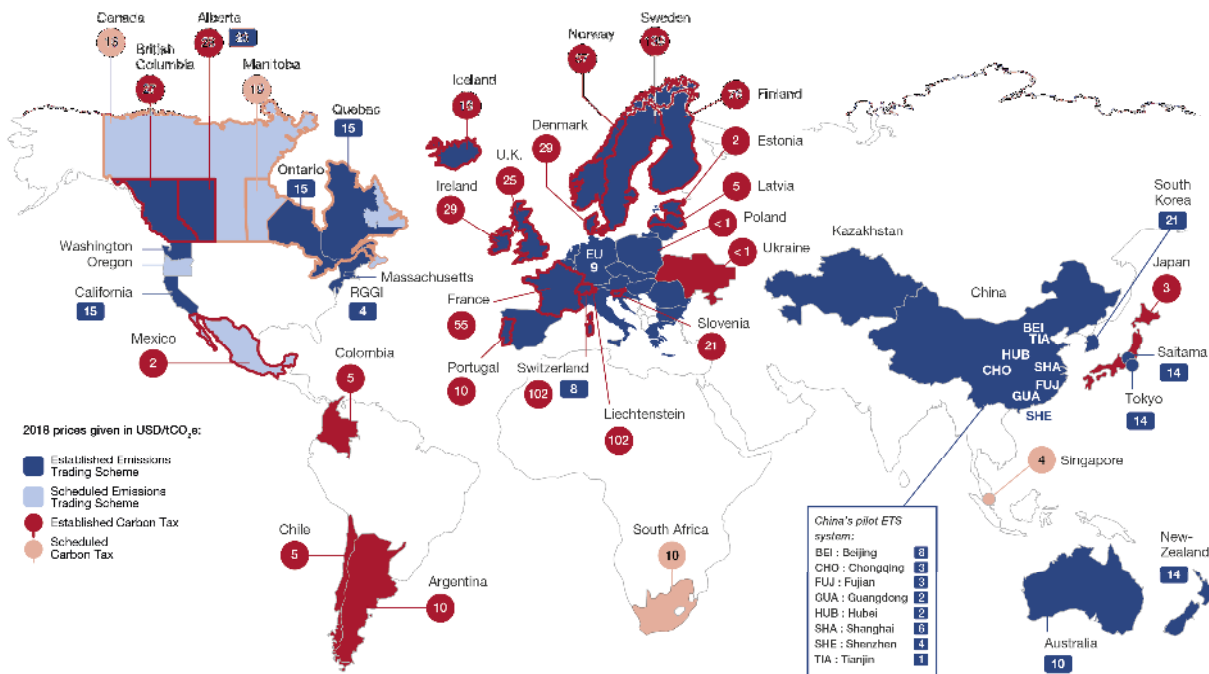 Canada
Alberta
British
Columbia
Manitoba
Quebec
15
Ontario
15
Washington
Oregon
California
15
Massachusetts
RGGI
4
Mexico
2
Colombia
5
Chile
5
Argentina
10
Iceland
U.K.
25
Ireland
29
Denmark
29
Norway
Sweden
Finland
2
Estonia
5
Latvia
<1
Poland
<1
Ukraine
EU
9
France
55
Portugal
10
Switzerland
102
8
Liechtenstein
102
Slovenia
21
South Africa
10
Kazakhstan
China
BEI
TIA
HUB
CHO
SHA
FUJ
GUA
SHE
South
Korea
21
Japan
3
Saitama
14
Tokyo
14
4
Singapore
New-
Zealand
14
Australia
10
2018 prices given in USD/tCO₂e:
Established Emissions
Trading Scheme
Scheduled Emissions
Trading Scheme
Established Carbon Tax
Scheduled
Carbon Tax
China's pilot ETS
system:
BEI : Beijing 8
CHO : Chongqing 3
FUJ : Fujian 3
GUA : Guangdong 2
HUB : Hubei 2
SHA : Shanghai 6
SHE : Shenzhen 4
TIA : Tianjin 1